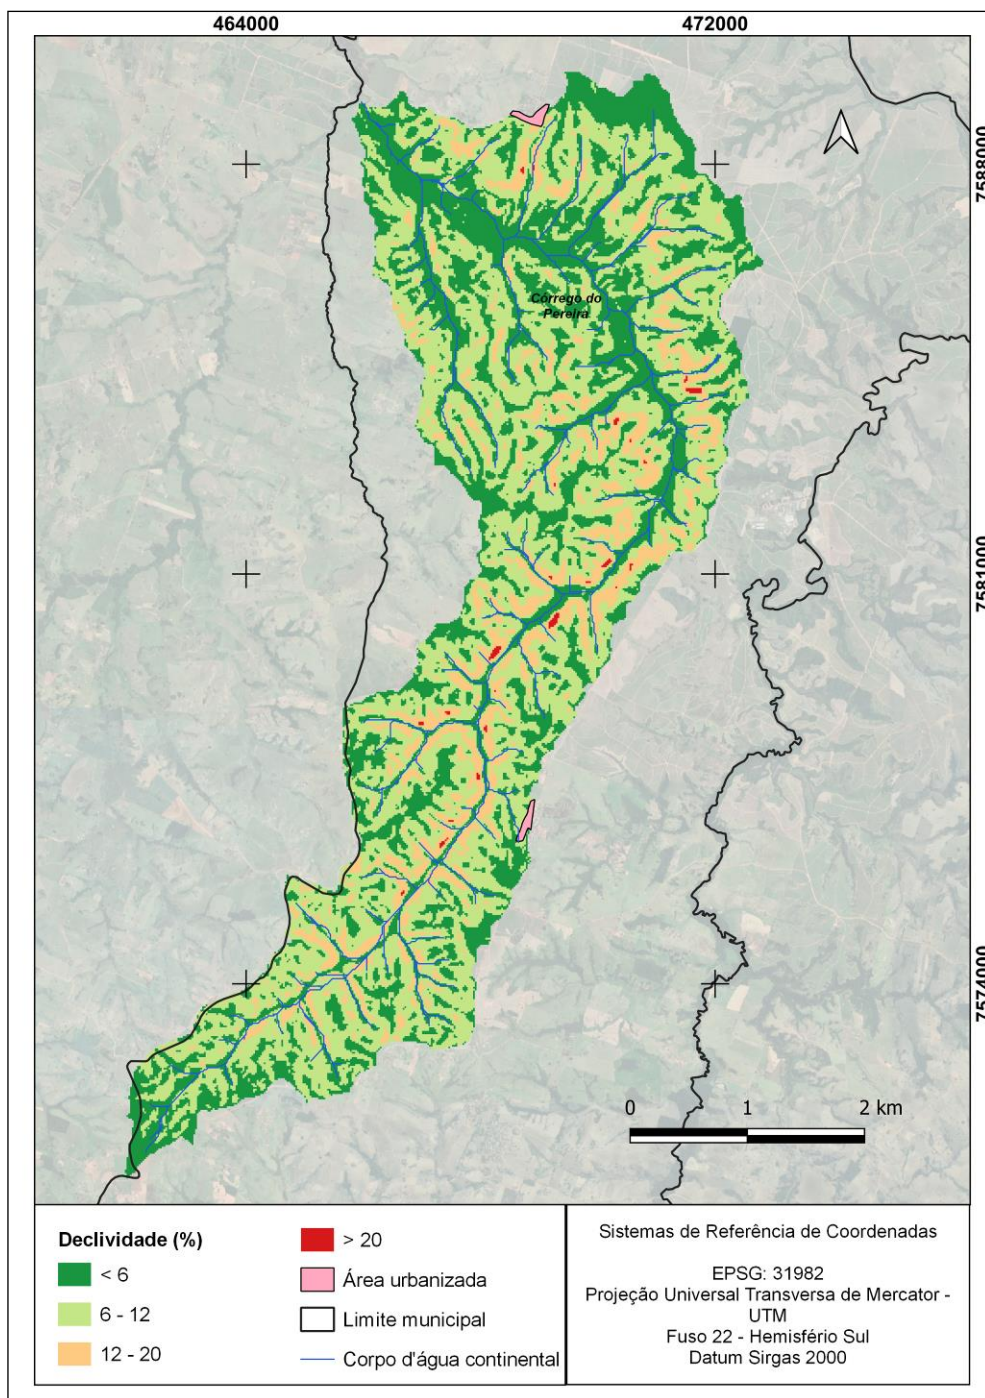 464000
472000
7588000
Córrego do
Pereira
7581000
7574000
0 1 2 km
Declividade (%)
< 6
6 - 12
12 - 20
> 20
Área urbanizada
Limite municipal
Corpo d'água continental
Sistemas de Referência de Coordenadas
EPSG: 31982
Projeção Universal Transversa de Mercator -
UTM
Fuso 22 - Hemisfério Sul
Datum Sirgas 2000